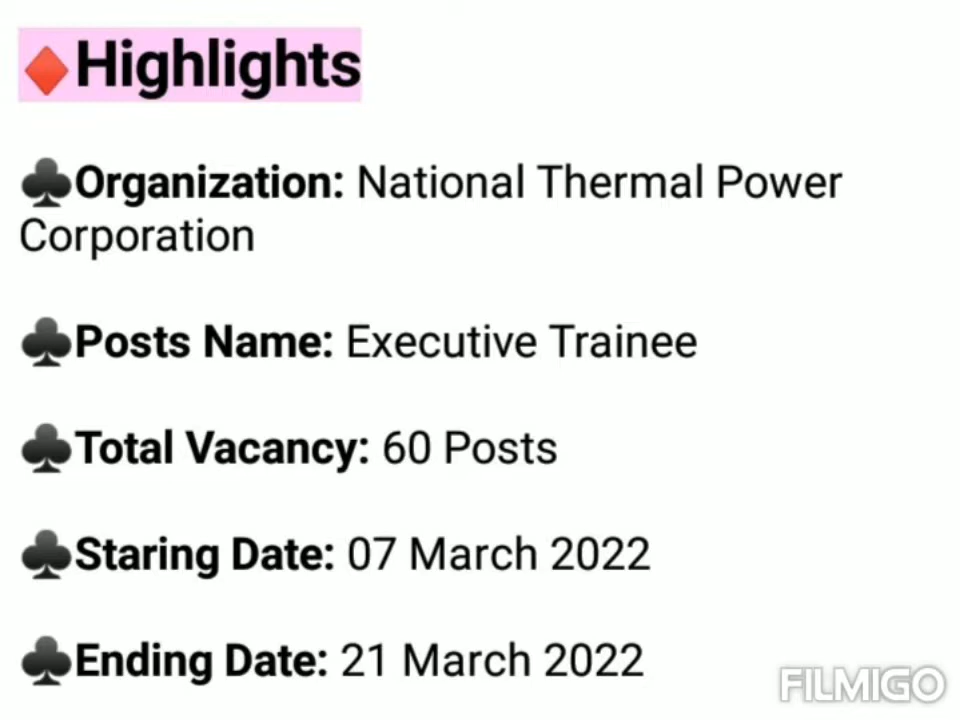 ♦Highlights
♣Organization: National Thermal Power
Corporation
♣Posts Name: Executive Trainee
♣Total Vacancy: 60 Posts
♣Staring Date: 07 March 2022
♣Ending Date: 21 March 2022
FILMIGO